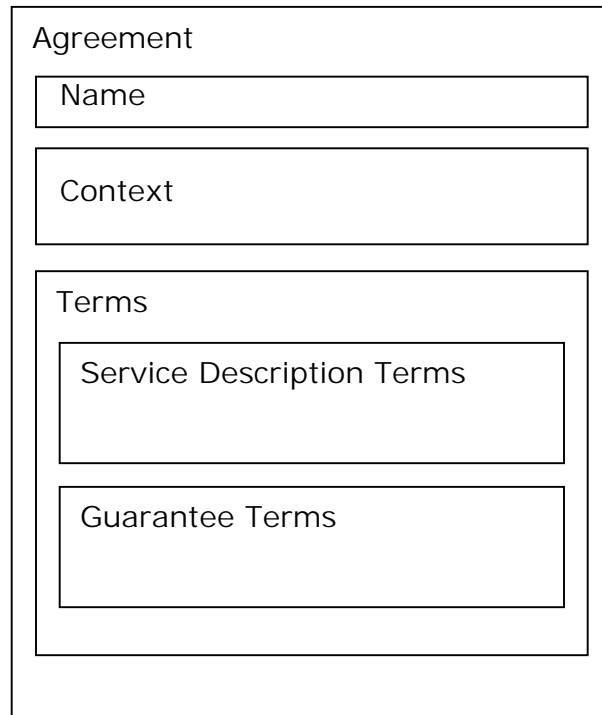 Agreement
Name
Context
Terms
Service Description Terms
Guarantee Terms